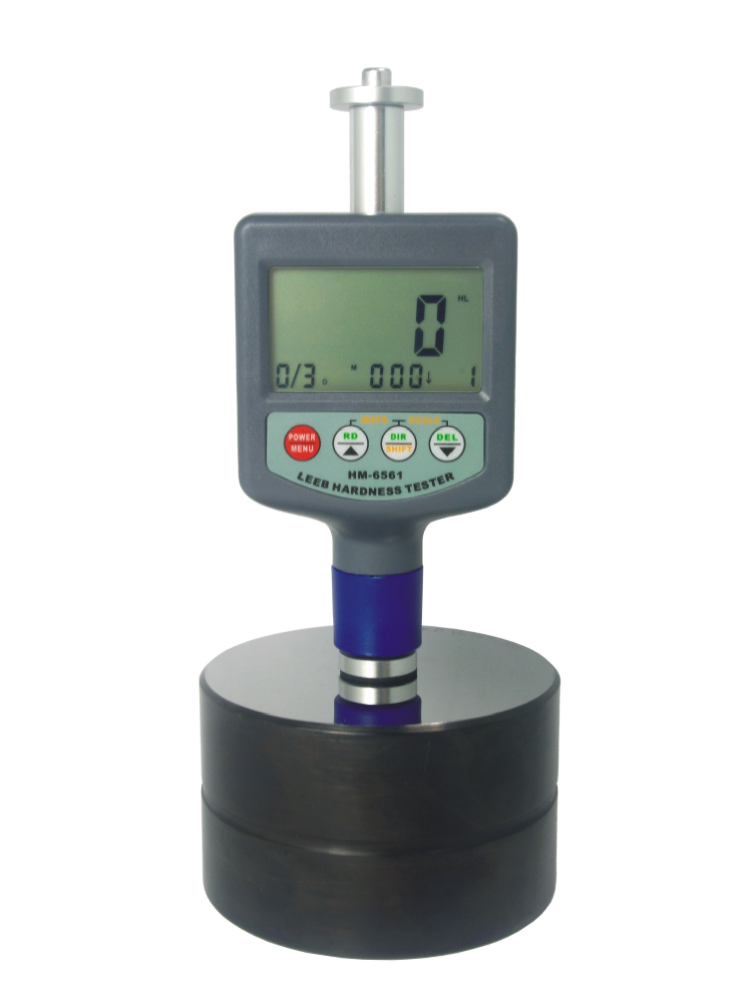 0 HL
0/3 D M 000↓ 1
MATE SCALE
POWER MENU
RD
DIR SHIFT
DEL
HM-6561
LEEB HARDNESS TESTER